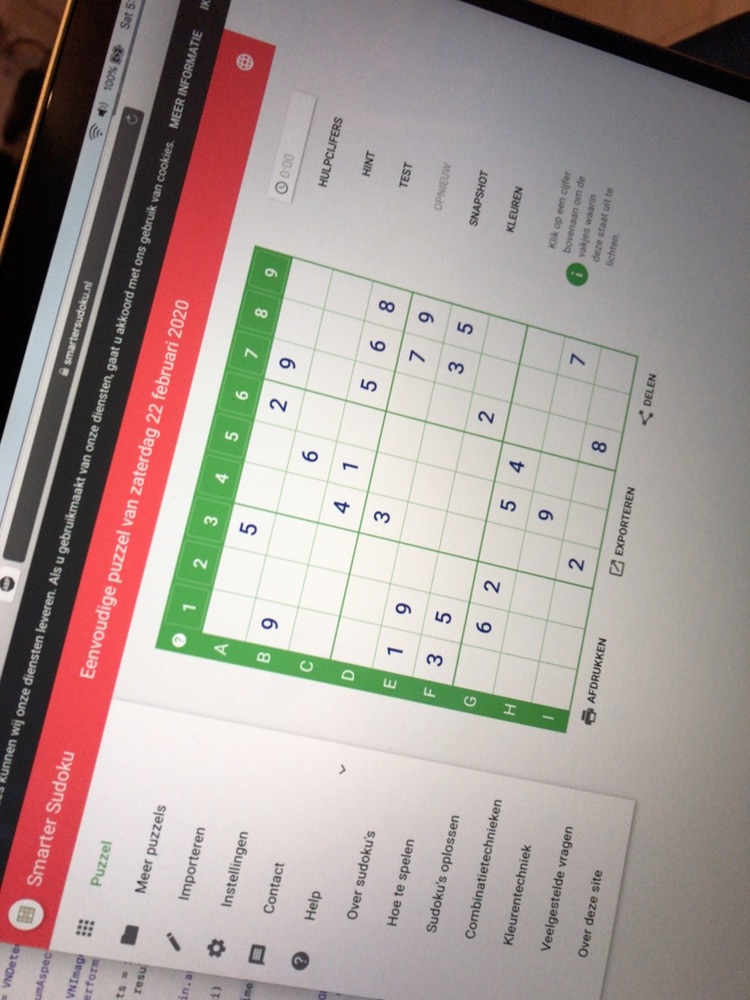 100% Sat 5:
smartersudoku.nl
kunnen wij onze diensten leveren. Als u gebruikmaakt van onze diensten, gaat u akkoord met ons gebruik van cookies. MEER INFORMATIE IK
Smarter Sudoku
Puzzel
Meer puzzels
Importeren
Instellingen
Contact
Help
Over sudoku's
Hoe te spelen
Sudoku's oplossen
Combinatietechnieken
Kleurentechniek
Veelgestelde vragen
Over deze site
Eenvoudige puzzel van zaterdag 22 februari 2020
? 1 2 3 4 5 6 7 8 9
A 5 2 9
B 9 6
C 4 1 5 6 8
D 3 7 9
E 1 9 3 5
F 3 5 2
G 6 2 5 4
H 9 7
I 2 8
AFDRUKKEN EXPORTEREN DELEN
0:00
HULPCIJFERS
HINT
TEST
OPNIEUW
SNAPSHOT
KLEUREN
Klik op een cijfer
bovenaan om de
vakjes waarin
deze staat uit te
lichten.